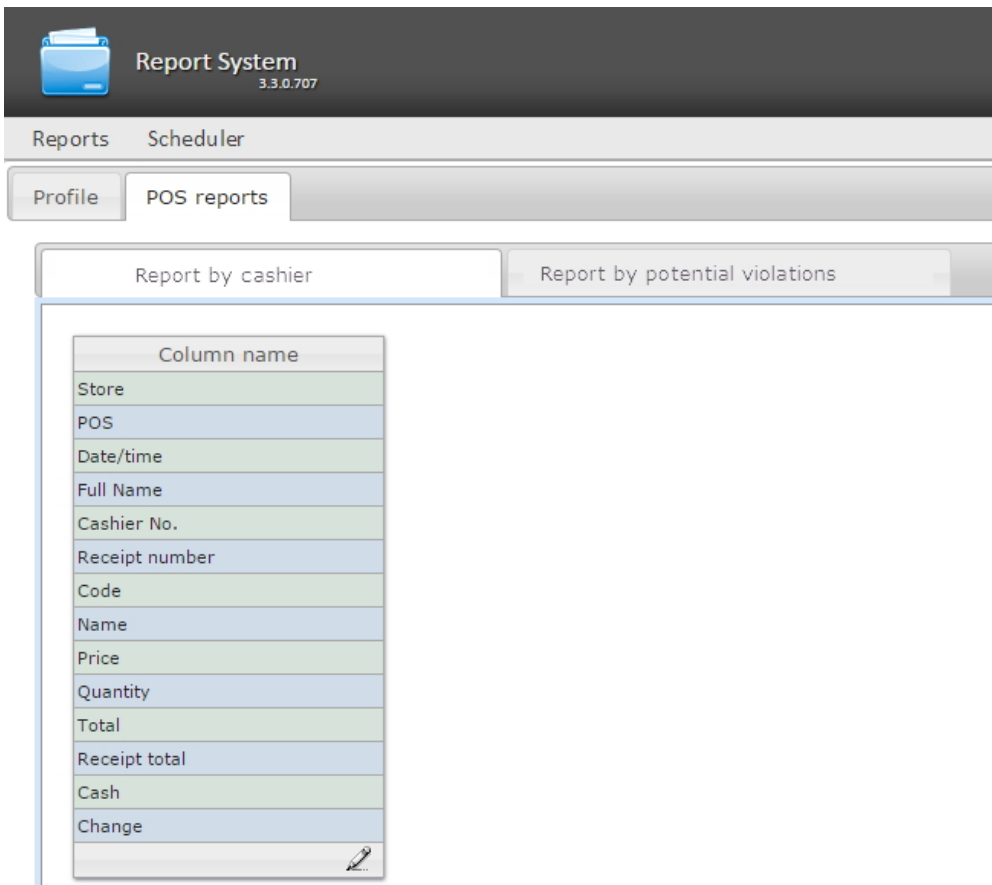 Report System
3.3.0.707
Reports Scheduler
Profile POS reports
Report by cashier Report by potential violations
Column name
Store
POS
Date/time
Full Name
Cashier No.
Receipt number
Code
Name
Price
Quantity
Total
Receipt total
Cash
Change